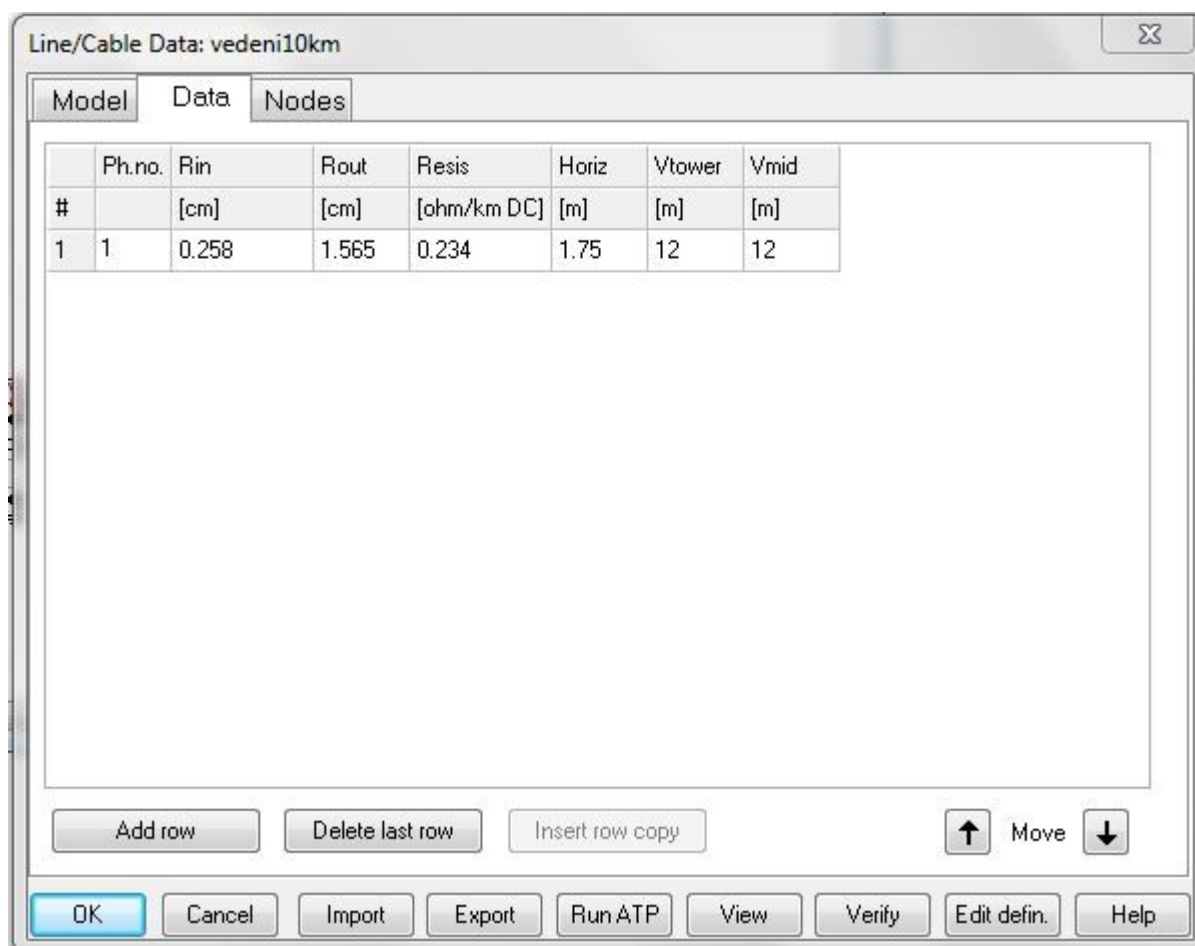 Line/Cable Data: vedeni10km
Model Data Nodes
Ph.no. Rin Rout Resis Horiz Vtower Vmid
# [cm] [cm] [ohm/km DC] [m] [m] [m]
1 1 0.258 1.565 0.234 1.75 12 12
Add row Delete last row Insert row copy Move
OK Cancel Import Export Run ATP View Verify Edit defin. Help